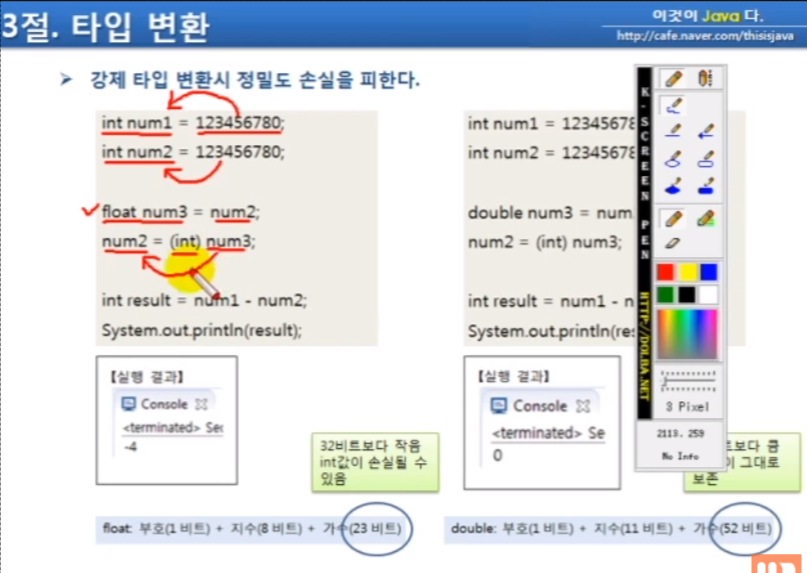 3절. 타입 변환
이것이 Java 다.
http://cafe.naver.com/thisisjava
➢ 강제 타입 변환시 정밀도 손실을 피한다.
int num1 = 123456780;
int num2 = 123456780;
float num3 = num2;
num2 = (int) num3;
int result = num1 - num2;
System.out.println(result);
【실행 결과】
Console
<terminated> Se
-4
32비트보다 작음
int값이 손실될 수
있음
float: 부호(1 비트) + 지수(8 비트) + 가수(23 비트)
int num1 = 12345678
int num2 = 12345678
double num3 = num
num2 = (int) num3;
int result = num1 - n
System.out.println(re
【실행 결과】
Console
<terminated> Se
0
트보다 큼
이 그대로
보존
double: 부호(1 비트) + 지수(11 비트) + 가수(52 비트)
K-SCREEN PEN HTTP://DOLBA.NET
3 Pixel
2113, 259
No Info